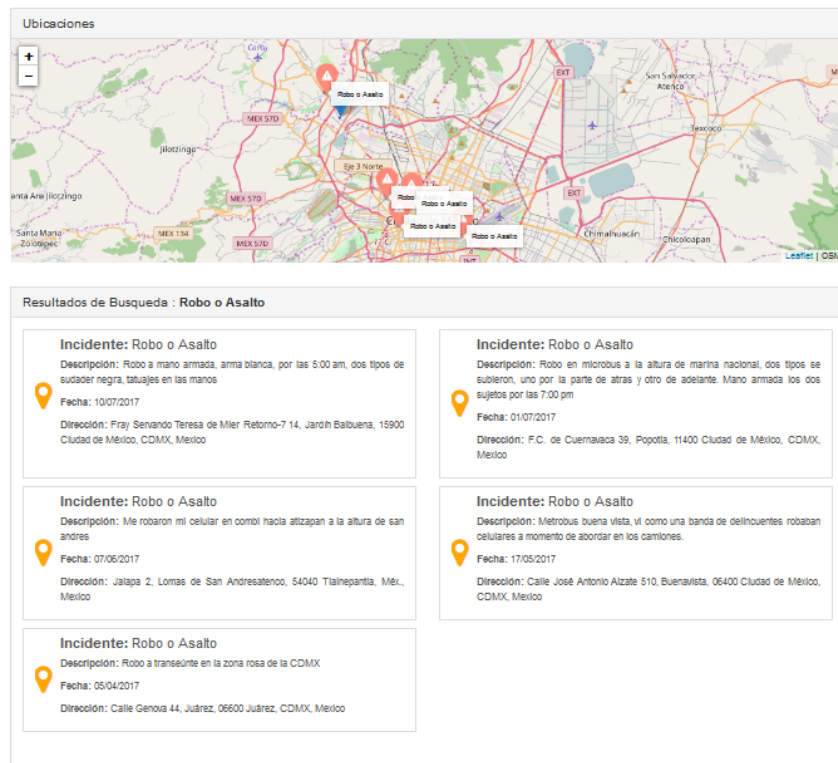 Ubicaciones
+
−
MEX 57D
Jilotzingo
Eje 3 Norte
EXT
San Salvador
Atenco
Texcoco
Robo o Asalto
anta Ana Jilotzingo
MEX 57D
Robo
Robo o Asalto
Robo o Asalto
Robo o Asalto
EXT
Santa María
MEX 134
MEX 57D
Chimalhuacán
Chicoloapan
Leaflet | OSM
Resultados de Busqueda : Robo o Asalto
Incidente: Robo o Asalto
Descripción: Robo a mano armada, arma blanca, por las 5:00 am, dos tipos de
sudader negra, tatuajes en las manos
Fecha: 10/07/2017
Dirección: Fray Servando Teresa de Mier Retorno-7 14, Jardín Balbuena, 15900
Ciudad de México, CDMX, Mexico
Incidente: Robo o Asalto
Descripción: Robo en microbus a la altura de marina nacional, dos tipos se
subieron, uno por la parte de atras y otro de adelante. Mano armada los dos
sujetos por las 7:00 pm
Fecha: 01/07/2017
Dirección: F.C. de Cuernavaca 39, Popotla, 11400 Ciudad de México, CDMX,
Mexico
Incidente: Robo o Asalto
Descripción: Me robaron mi celular en combi hacia atizapan a la altura de san
andres
Fecha: 07/06/2017
Dirección: Jalapa 2, Lomas de San Andresatenco, 54040 Tlalnepantla, Méx.,
Mexico
Incidente: Robo o Asalto
Descripción: Metrobus buena vista, vi como una banda de delincuentes robaban
celulares a momento de abordar en los camiones.
Fecha: 17/05/2017
Dirección: Calle José Antonio Alzate 510, Buenavista, 06400 Ciudad de México,
CDMX, Mexico
Incidente: Robo o Asalto
Descripción: Robo a transeúnte en la zona rosa de la CDMX
Fecha: 05/04/2017
Dirección: Calle Genova 44, Juárez, 06600 Juárez, CDMX, Mexico